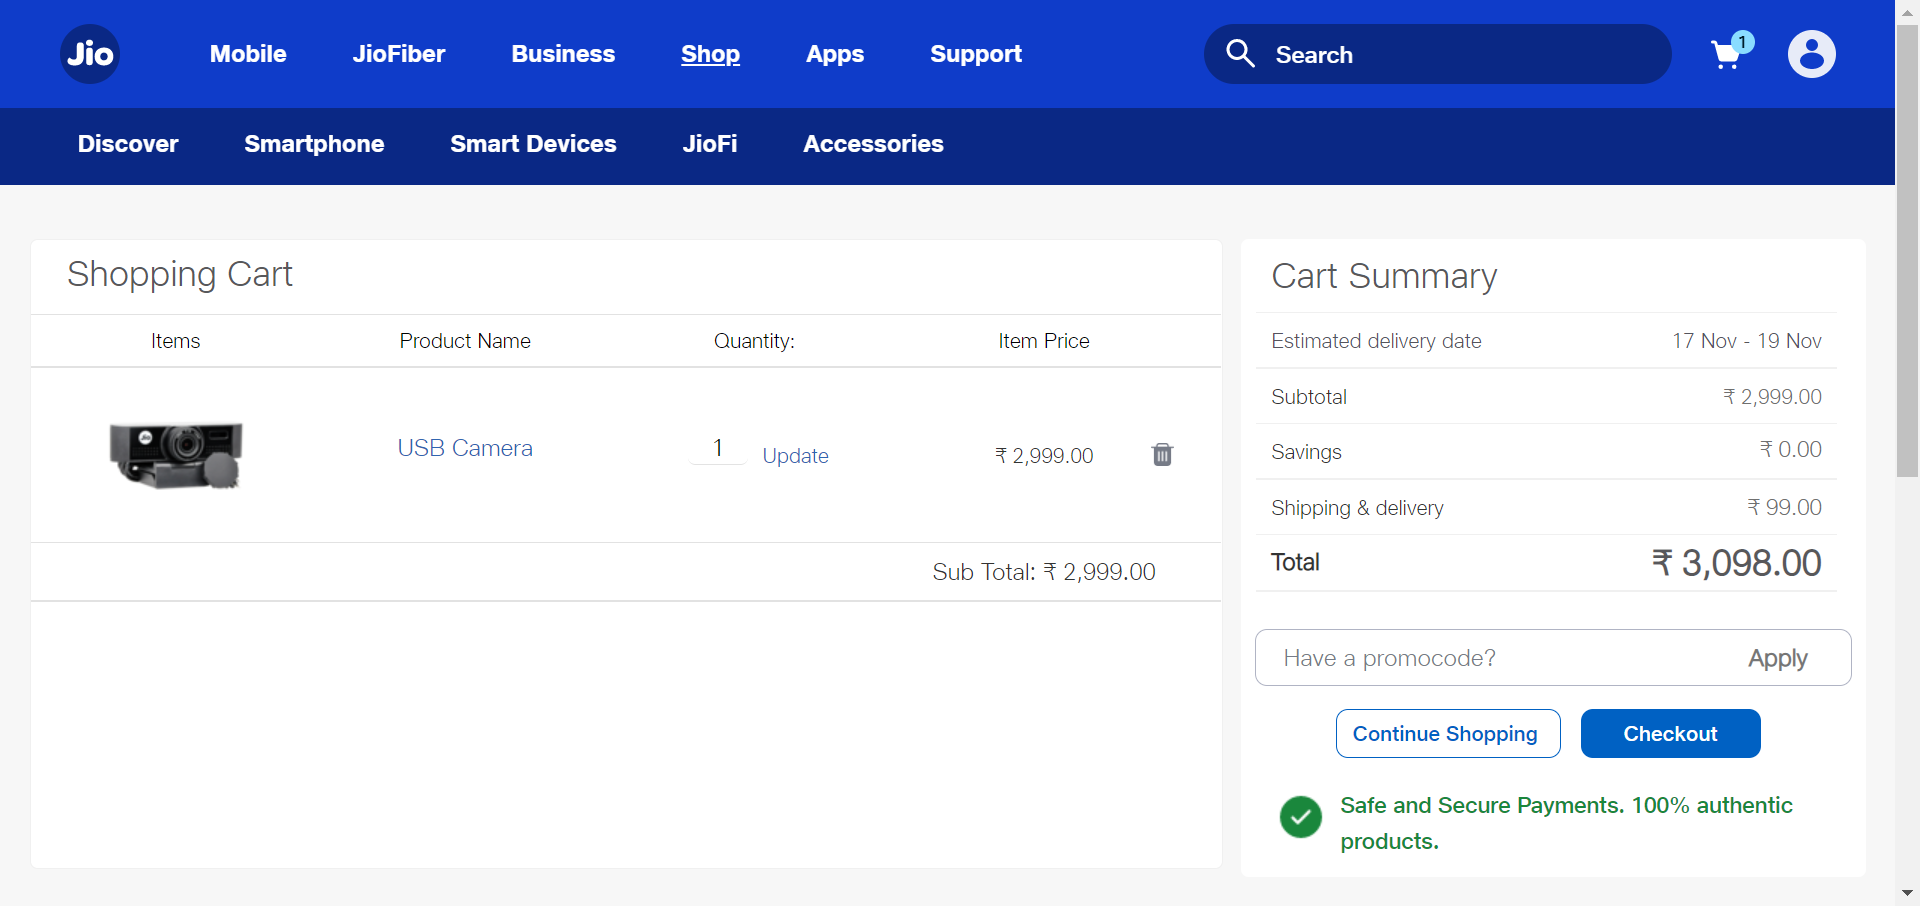 Jio
Mobile JioFiber Business Shop Apps Support
Search
1
Discover Smartphone Smart Devices JioFi Accessories
Shopping Cart
Items Product Name Quantity: Item Price
Jio
USB Camera 1 Update ₹ 2,999.00
Sub Total: ₹ 2,999.00
Cart Summary
Estimated delivery date 17 Nov - 19 Nov
Subtotal ₹ 2,999.00
Savings ₹ 0.00
Shipping & delivery ₹ 99.00
Total ₹ 3,098.00
Have a promocode? Apply
Continue Shopping Checkout
Safe and Secure Payments. 100% authentic
products.